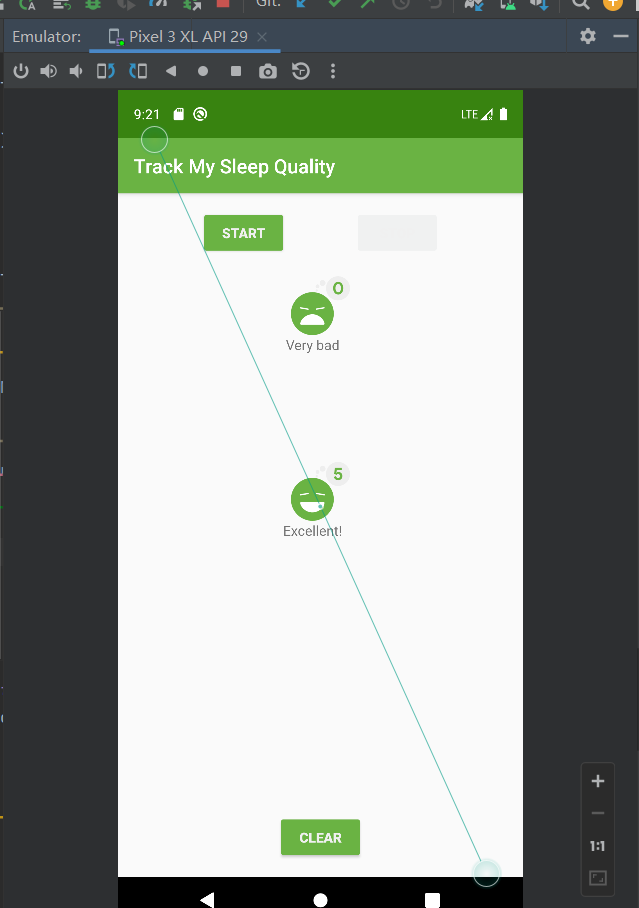 Git:
Emulator: Pixel 3 XL API 29
9:21 LTE
Track My Sleep Quality
START
0
Very bad
5
Excellent!
1:1
CLEAR